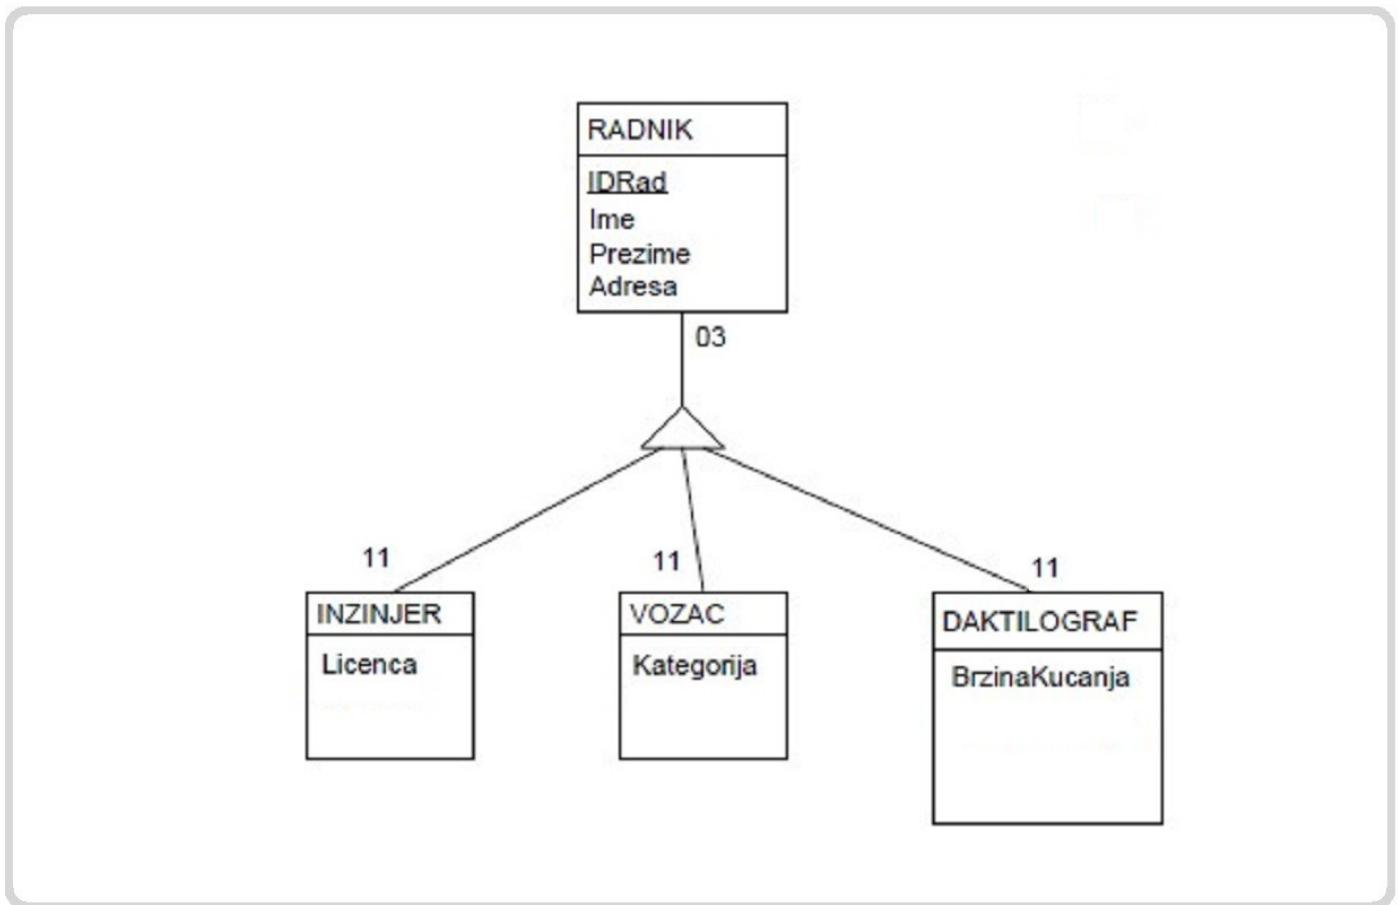 RADNIK
IDRad
Ime
Prezime
Adresa
03
11
11
11
INZINJER
Licenca
VOZAC
Kategorija
DAKTILOGRAF
BrzinaKucanja